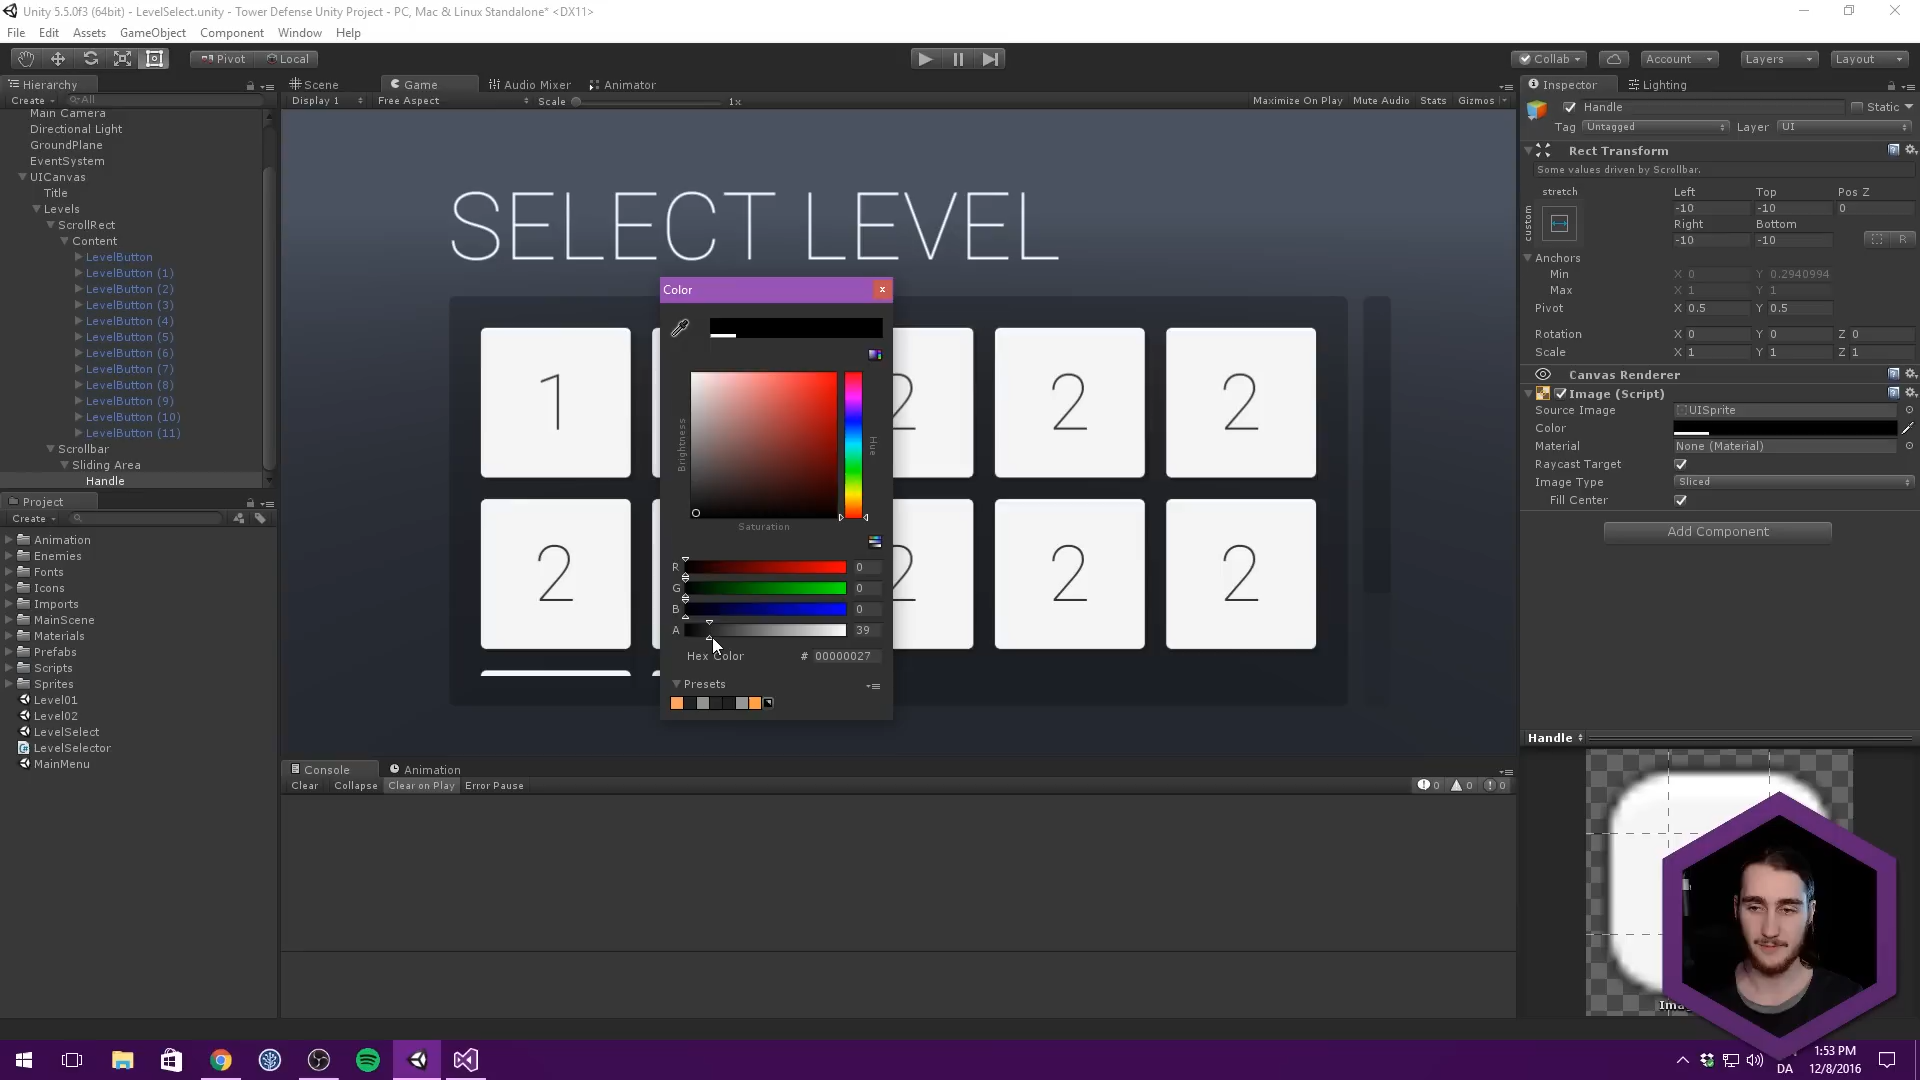 Unity 5.5.0f3 (64bit) - LevelSelect.unity - Tower Defense Unity Project - PC, Mac & Linux Standalone* <DX11>
File Edit Assets GameObject Component Window Help
Pivot Local Collab Account Layers Layout
Hierarchy
Create All
Main Camera
Directional Light
GroundPlane
EventSystem
UICanvas
Title
Levels
ScrollRect
Content
LevelButton
LevelButton (1)
LevelButton (2)
LevelButton (3)
LevelButton (4)
LevelButton (5)
LevelButton (6)
LevelButton (7)
LevelButton (8)
LevelButton (9)
LevelButton (10)
LevelButton (11)
Scrollbar
Sliding Area
Handle
Project
Create
Animation
Enemies
Fonts
Icons
Imports
MainScene
Materials
Prefabs
Scripts
Sprites
Level01
Level02
LevelSelect
LevelSelector
MainMenu
Scene Game Audio Mixer Animator
Display 1 Free Aspect Scale 1x Maximize On Play Mute Audio Stats Gizmos
SELECT LEVEL
1 2 2 2
2 2 2 2
Color
Brightness
Hue
Saturation
R 0
G 0
B 0
A 39
Hex Color # 00000027
Presets
Console Animation
Clear Collapse Clear on Play Error Pause 0 0 0
Inspector Lighting
Handle Static
Tag Untagged Layer UI
Rect Transform
Some values driven by Scrollbar.
stretch Left Top Pos Z
custom -10 -10 0
Right Bottom
-10 -10 R
Anchors
Min X 0 Y 0.2940994
Max X 1 Y 1
Pivot X 0.5 Y 0.5
Rotation X 0 Y 0 Z 0
Scale X 1 Y 1 Z 1
Canvas Renderer
Image (Script)
Source Image UISprite
Color
Material None (Material)
Raycast Target
Image Type Sliced
Fill Center
Add Component
Handle
1:53 PM
DA 12/8/2016